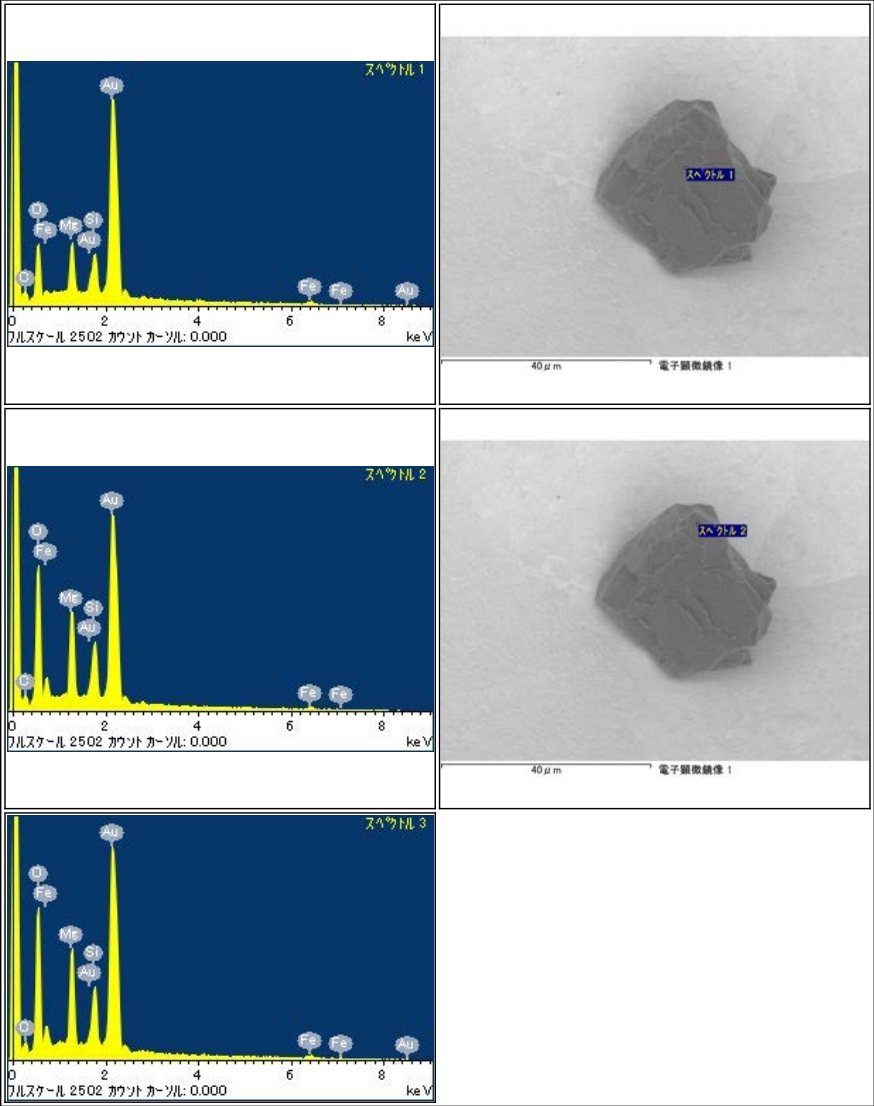 スペクトル 1
Au
O
Fe
Mg
Si
Au
C
Fe
Fe
Au
0 2 4 6 8
フルスケール 2502 カウント カーソル: 0.000 keV
スペクトル 1
40μm 電子顕微鏡像 1
スペクトル 2
Au
O
Fe
Mg
Si
Au
C
Fe
Fe
0 2 4 6 8
フルスケール 2502 カウント カーソル: 0.000 keV
スペクトル 2
40μm 電子顕微鏡像 1
スペクトル 3
Au
O
Fe
Mg
Si
Au
C
Fe
Fe
Au
0 2 4 6 8
フルスケール 2502 カウント カーソル: 0.000 keV